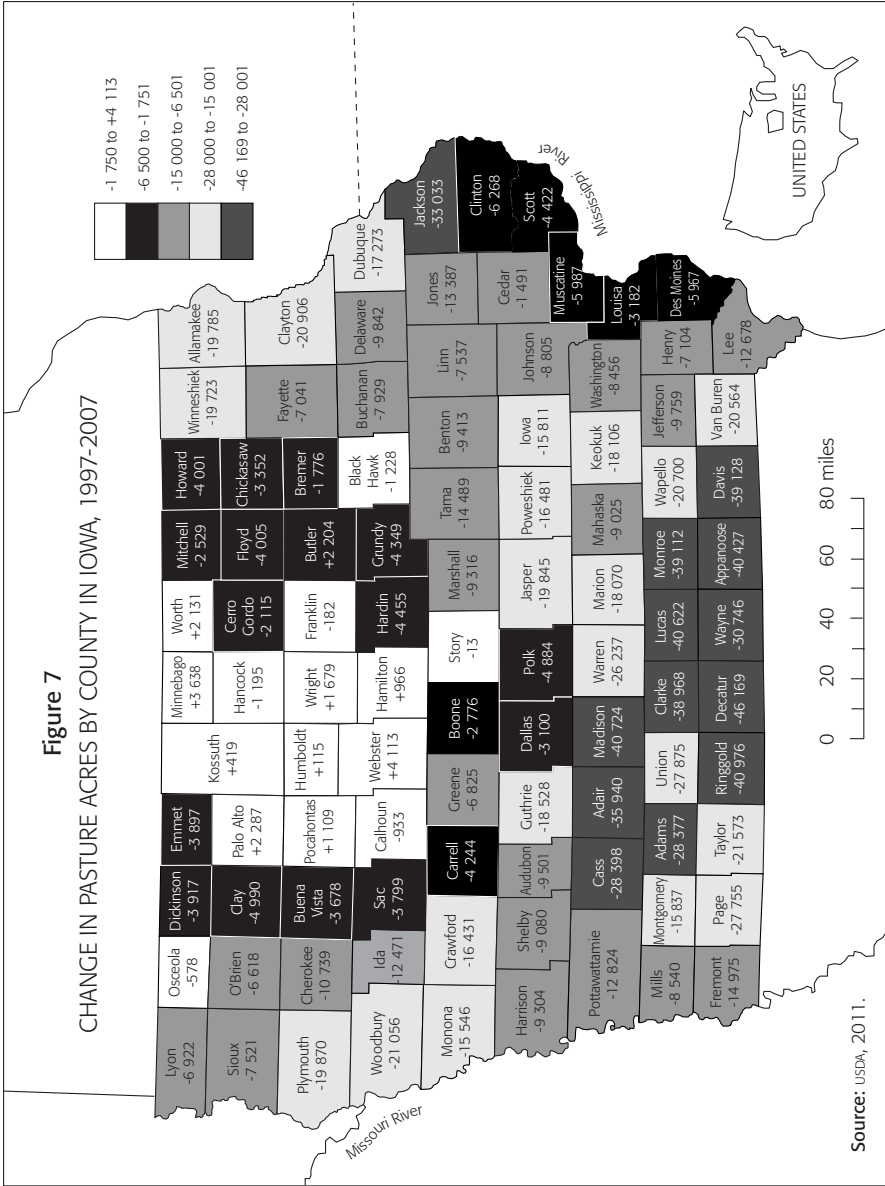 Figure 7
CHANGE IN PASTURE ACRES BY COUNTY IN IOWA, 1997-2007
-1 750 to +4 113
-6 500 to -1 751
-15 000 to -6 501
-28 000 to -15 001
-46 169 to -28 001
Lyon
-6 922
Osceola
-578
Dickinson
-3 917
Emmet
-3 897
Kossuth
+419
Minnebago
+3 638
Worth
+2 131
Mitchell
-2 529
Howard
-4 001
Winneshiek
-19 723
Allamakee
-19 785
Sioux
-7 521
O'Brien
-6 618
Clay
-4 990
Palo Alto
+2 287
Hancock
-1 195
Cerro
Gordo
-2 115
Floyd
-4 005
Chickasaw
-3 352
Fayette
-7 041
Clayton
-20 906
Plymouth
-19 870
Cherokee
-10 739
Buena
Vista
-3 678
Pocahontas
+1 109
Humboldt
+115
Wright
+1 679
Franklin
-182
Butler
+2 204
Bremer
-1 776
Woodbury
-21 056
Ida
-12 471
Sac
-3 799
Calhoun
-933
Webster
+4 113
Hamilton
+966
Hardin
-4 455
Grundy
-4 349
Black
Hawk
-1 228
Buchanan
-7 929
Delaware
-9 842
Dubuque
-17 273
Monona
-15 546
Crawford
-16 431
Carrell
-4 244
Greene
-6 825
Boone
-2 776
Story
-13
Marshall
-9 316
Tama
-14 489
Benton
-9 413
Linn
-7 537
Jones
-13 387
Jackson
-33 033
Harrison
-9 304
Shelby
-9 080
Audubon
-9 501
Guthrie
-18 528
Dallas
-3 100
Polk
-4 884
Jasper
-19 845
Poweshiek
-16 481
Iowa
-15 811
Johnson
-8 805
Cedar
-1 491
Clinton
-6 268
Scott
-4 422
Muscatine
-5 987
Pottawattamie
-12 824
Cass
-28 398
Adair
-35 940
Madison
-40 724
Warren
-26 237
Marion
-18 070
Mahaska
-9 025
Keokuk
-18 106
Washington
-8 456
Louisa
-3 182
Mills
-8 540
Montgomery
-15 837
Adams
-28 377
Union
-27 875
Clarke
-38 968
Lucas
-40 622
Monroe
-39 112
Wapello
-20 700
Jefferson
-9 759
Henry
-7 104
Des Moines
-5 967
Fremont
-14 975
Page
-27 755
Taylor
-21 573
Ringgold
-40 976
Decatur
-46 169
Wayne
-30 746
Appanoose
-40 427
Davis
-39 128
Van Buren
-20 564
Lee
-12 678
Missouri River
Mississippi River
0 20 40 60 80 miles
UNITED STATES
Source: USDA, 2011.